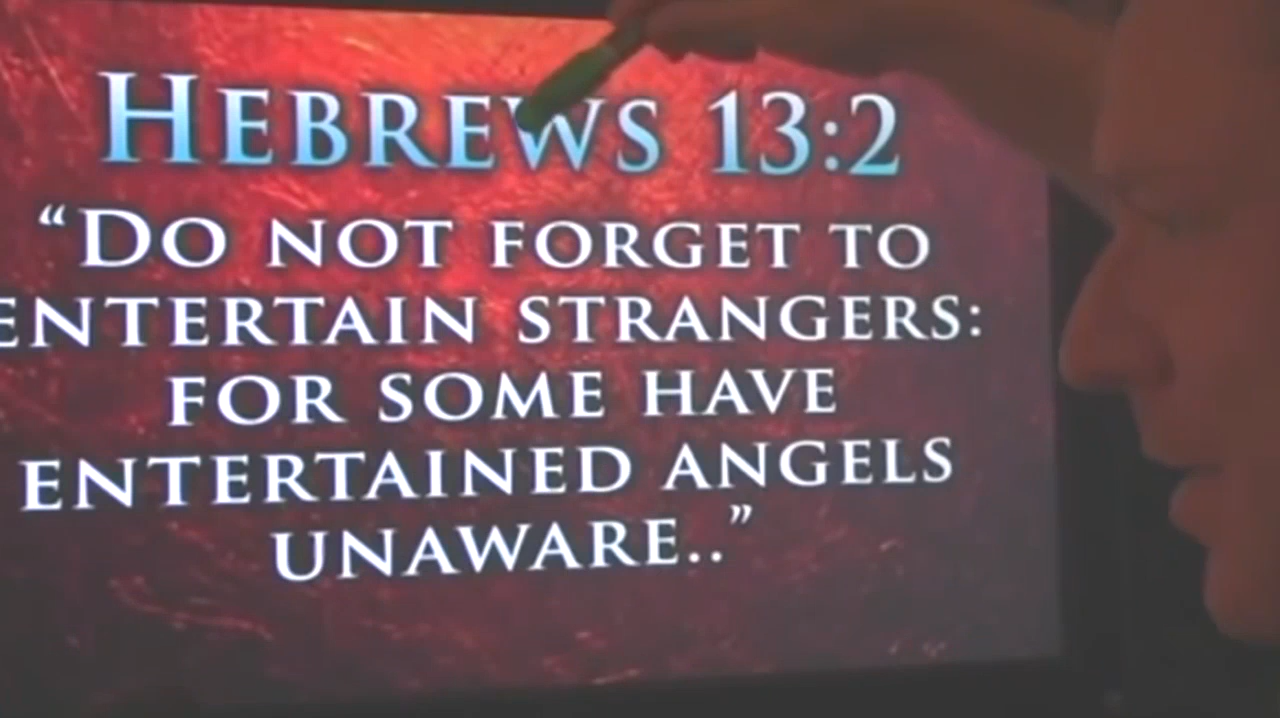 HEBREWS 13:2
“DO NOT FORGET TO
ENTERTAIN STRANGERS:
FOR SOME HAVE
ENTERTAINED ANGELS
UNAWARE..”